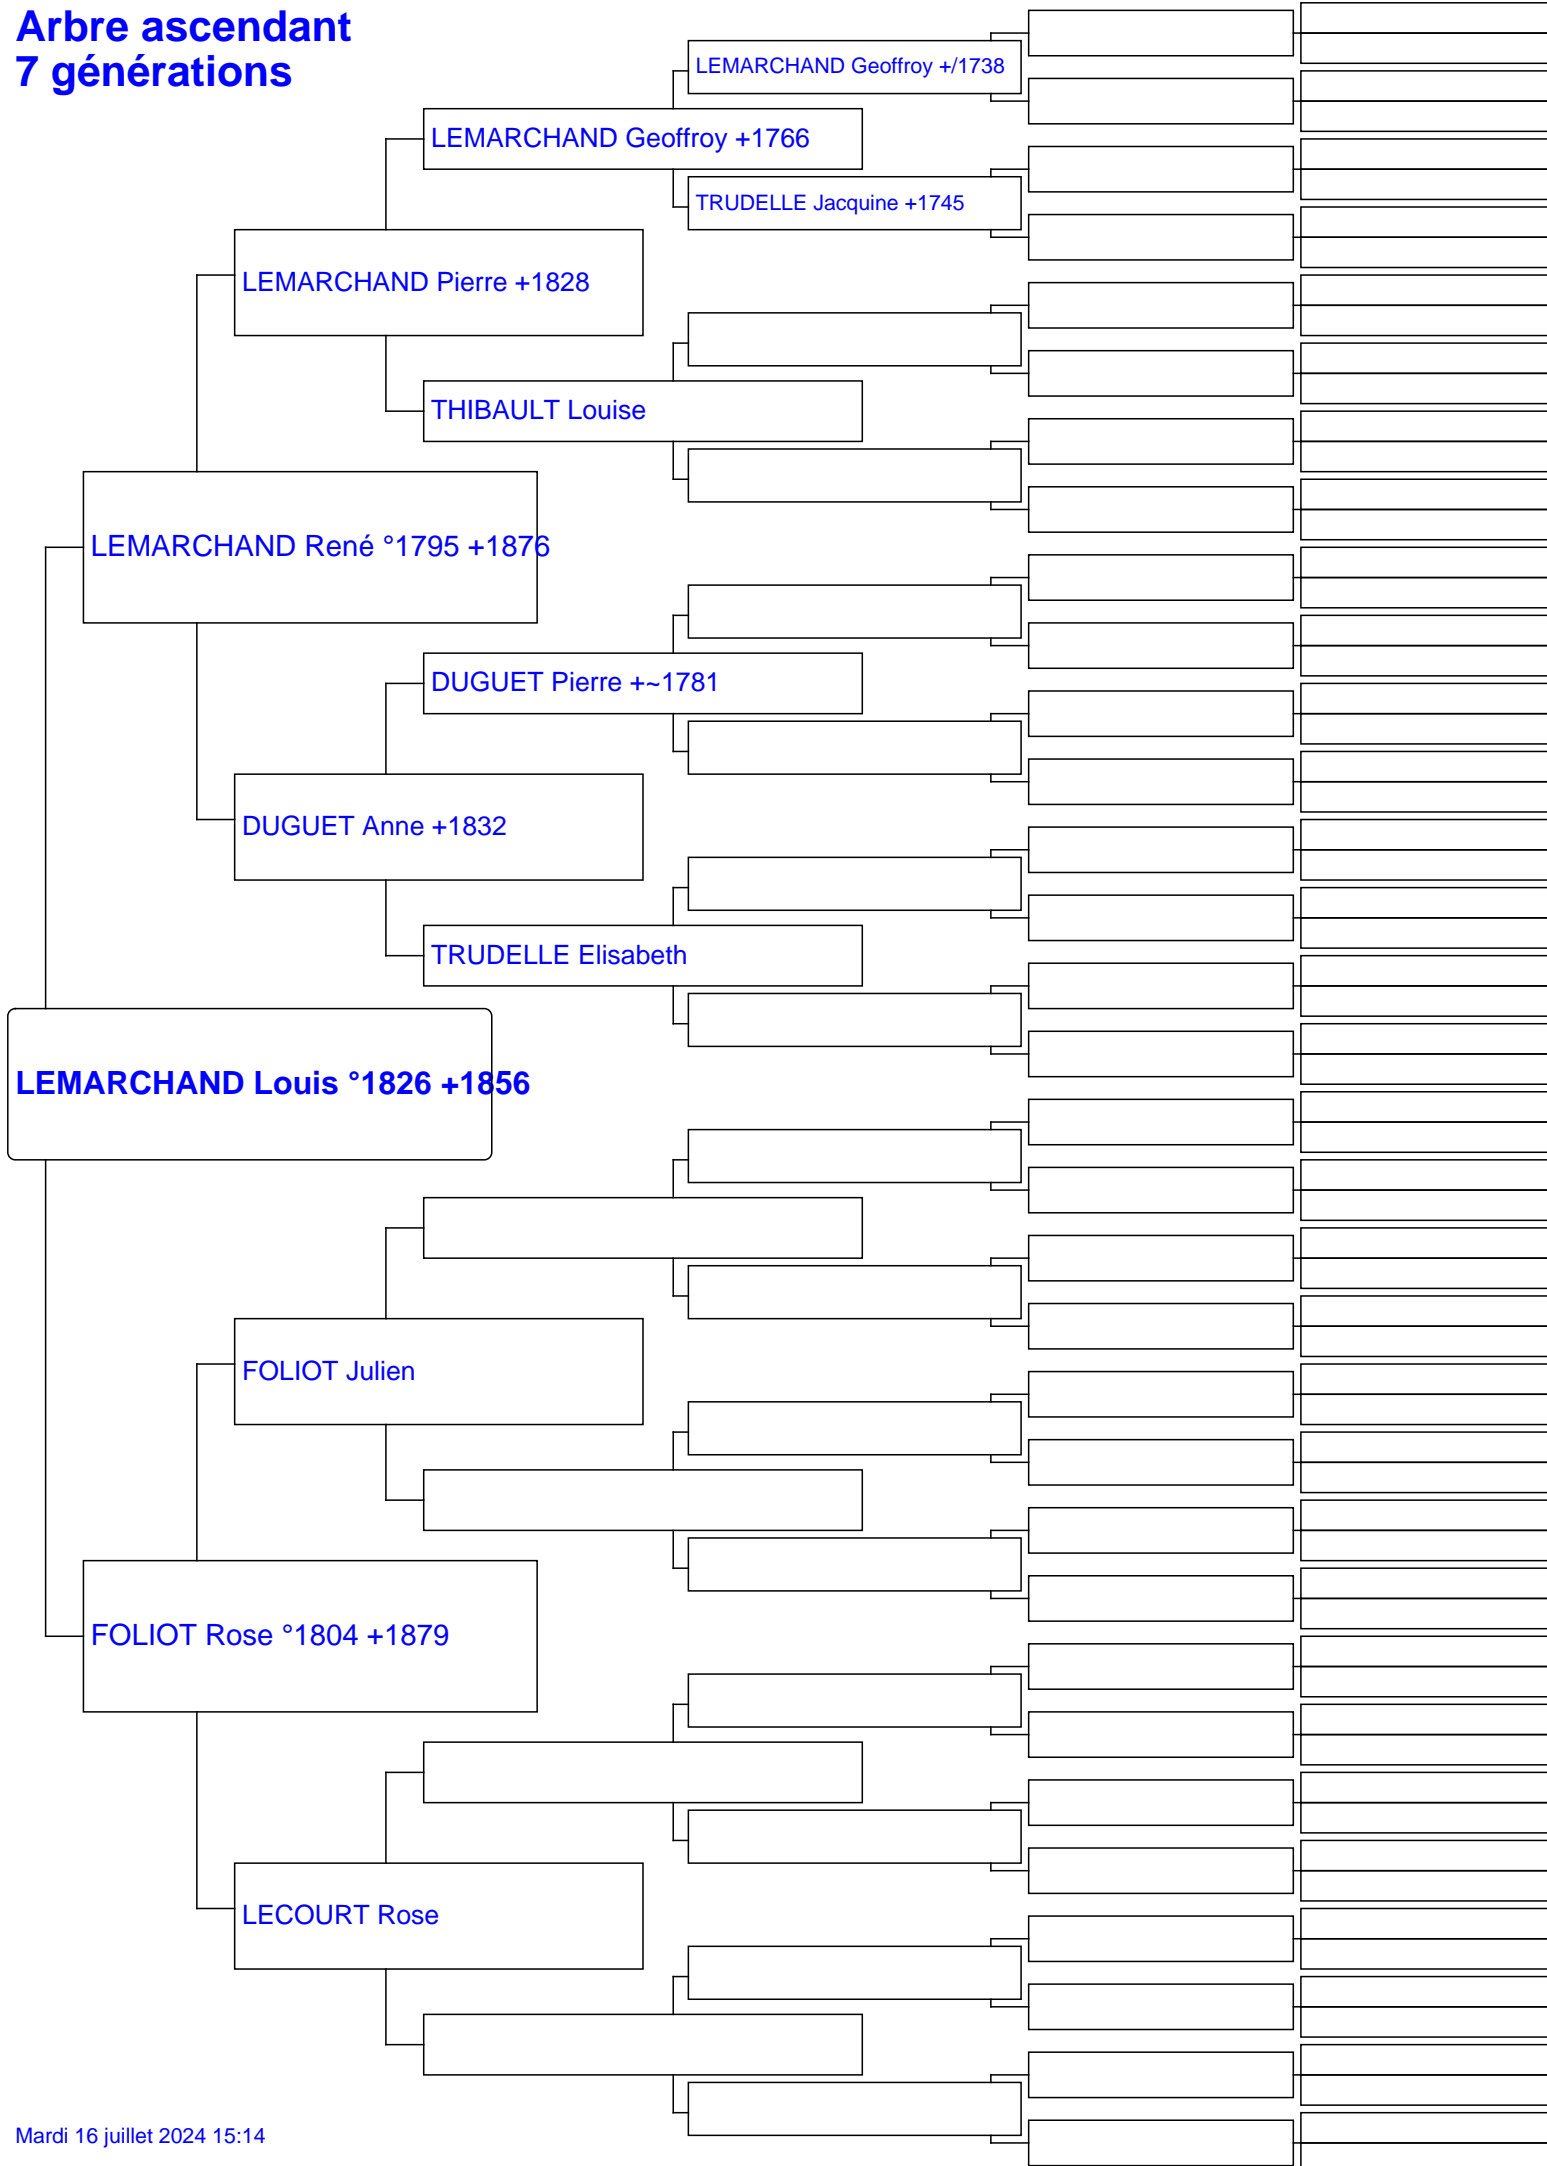 Arbre ascendant
7 générations
LEMARCHAND Geoffroy +/1738
LEMARCHAND Geoffroy +1766
TRUDELLE Jacquine +1745
LEMARCHAND Pierre +1828
THIBAULT Louise
LEMARCHAND René °1795 +1876
DUGUET Pierre +~1781
DUGUET Anne +1832
TRUDELLE Elisabeth
LEMARCHAND Louis °1826 +1856
FOLIOT Julien
FOLIOT Rose °1804 +1879
LECOURT Rose
Mardi 16 juillet 2024 15:14